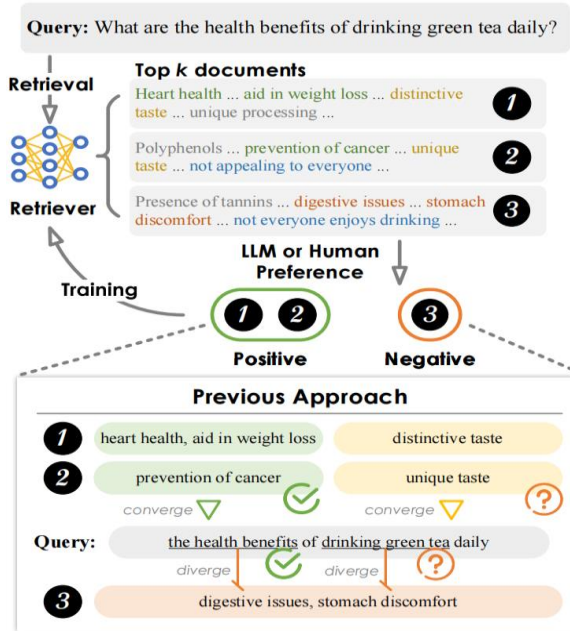 Query: What are the health benefits of drinking green tea daily?
Retrieval
Top k documents
Heart health ... aid in weight loss ... distinctive
taste ... unique processing ...
1
Polyphenols ... prevention of cancer ... unique
taste ... not appealing to everyone ...
2
Presence of tannins ... digestive issues ... stomach
discomfort ... not everyone enjoys drinking ...
3
Retriever
LLM or Human
Preference
Training
1 2
3
Positive
Negative
Previous Approach
1 heart health, aid in weight loss distinctive taste
2 prevention of cancer unique taste
?
converge converge
Query: the health benefits of drinking green tea daily
diverge diverge ?
3 digestive issues, stomach discomfort